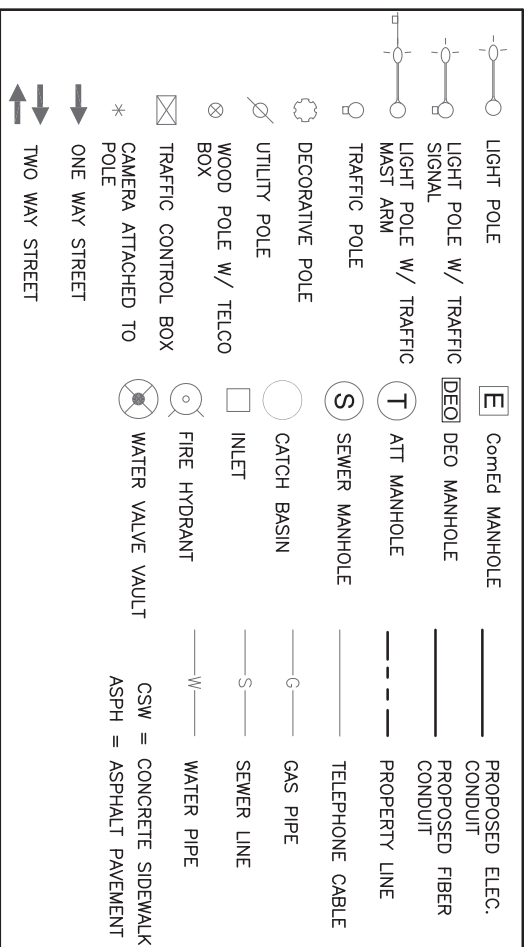 LIGHT POLE
LIGHT POLE W/ TRAFFIC
SIGNAL
LIGHT POLE W/ TRAFFIC
MAST ARM
TRAFFIC POLE
DECORATIVE POLE
UTILITY POLE
WOOD POLE W/ TELCO
BOX
TRAFFIC CONTROL BOX
CAMERA ATTACHED TO
POLE
ONE WAY STREET
TWO WAY STREET
E ComEd MANHOLE
DEO DEO MANHOLE
T ATT MANHOLE
S SEWER MANHOLE
CATCH BASIN
INLET
FIRE HYDRANT
WATER VALVE VAULT
PROPOSED ELEC.
CONDUIT
PROPOSED FIBER
CONDUIT
PROPERTY LINE
TELEPHONE CABLE
G GAS PIPE
S SEWER LINE
W WATER PIPE
CSW = CONCRETE SIDEWALK
ASPH = ASPHALT PAVEMENT